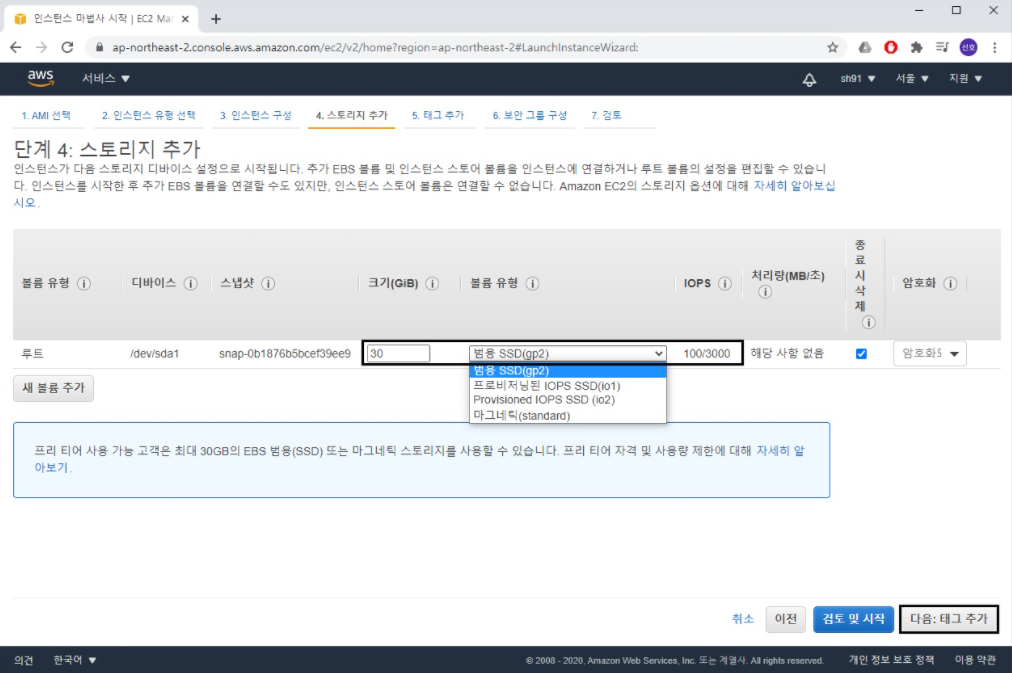 인스턴스 마법사 시작 | EC2 Ma
ap-northeast-2.console.aws.amazon.com/ec2/v2/home?region=ap-northeast-2#LaunchInstanceWizard:
선호
aws 서비스 sh91 서울 지원
1. AMI 선택 2. 인스턴스 유형 선택 3. 인스턴스 구성 4. 스토리지 추가 5. 태그 추가 6. 보안 그룹 구성 7. 검토
단계 4: 스토리지 추가
인스턴스가 다음 스토리지 디바이스 설정으로 시작됩니다. 추가 EBS 볼륨 및 인스턴스 스토어 볼륨을 인스턴스에 연결하거나 루트 볼륨의 설정을 편집할 수 있습니
다. 인스턴스를 시작한 후 추가 EBS 볼륨을 연결할 수도 있지만, 인스턴스 스토어 볼륨은 연결할 수 없습니다. Amazon EC2의 스토리지 옵션에 대해 자세히 알아보십
시오.
볼륨 유형 디바이스 스냅샷 크기(GiB) 볼륨 유형 IOPS 처리량(MB/초) 종료 시 삭제 암호화
루트 /dev/sda1 snap-0b1876b5bcef39ee9 30 범용 SSD(gp2) 100/3000 해당 사항 없음
범용 SSD(gp2)
프로비저닝된 IOPS SSD(io1)
Provisioned IOPS SSD (io2)
마그네틱(standard)
새 볼륨 추가
프리 티어 사용 가능 고객은 최대 30GB의 EBS 범용(SSD) 또는 마그네틱 스토리지를 사용할 수 있습니다. 프리 티어 자격 및 사용량 제한에 대해 자세히 알
아보기.
취소 이전 검토 및 시작 다음: 태그 추가
의견 한국어 © 2008 - 2020, Amazon Web Services, Inc. 또는 계열사. All rights reserved. 개인 정보 보호 정책 이용 약관